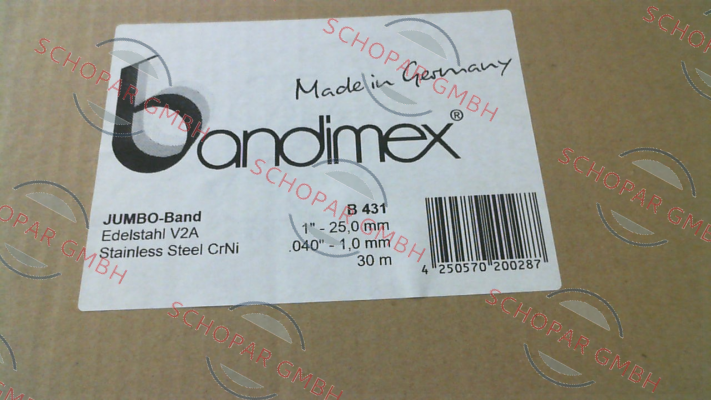 Made in Germany
bandimex®
JUMBO-Band
Edelstahl V2A
Stainless Steel CrNi
B 431
1" - 25,0 mm
.040" - 1,0 mm
30 m
4 250570 200287
SCHOPAR GMBH
SCHOPAR GMBH
SCHOPAR GMBH
SCHOPAR GMBH
SCHOPAR GMBH
SCHOPAR GMBH
SCHOPAR GMBH
SCHOPAR GMBH